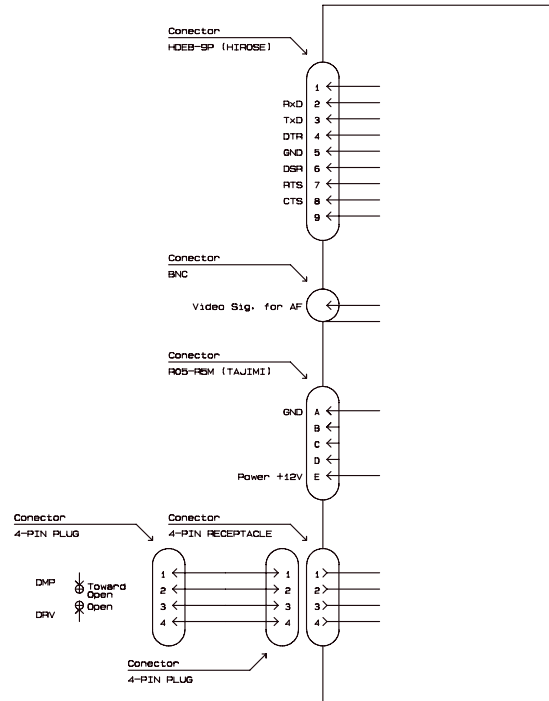 Conector
HDEB-9P (HIROSE)
1
RxD 2
TxD 3
DTR 4
GND 5
DSR 6
RTS 7
CTS 8
9
Conector
BNC
Video Sig. for AF
Conector
R05-R5M (TAJIMI)
GND A
B
C
D
Power +12V E
Conector
4-PIN PLUG
Conector
4-PIN RECEPTACLE
DMP
Toward
Open
Open
DRV
1 1 1
2 2 2
3 3 3
4 4 4
Conector
4-PIN PLUG